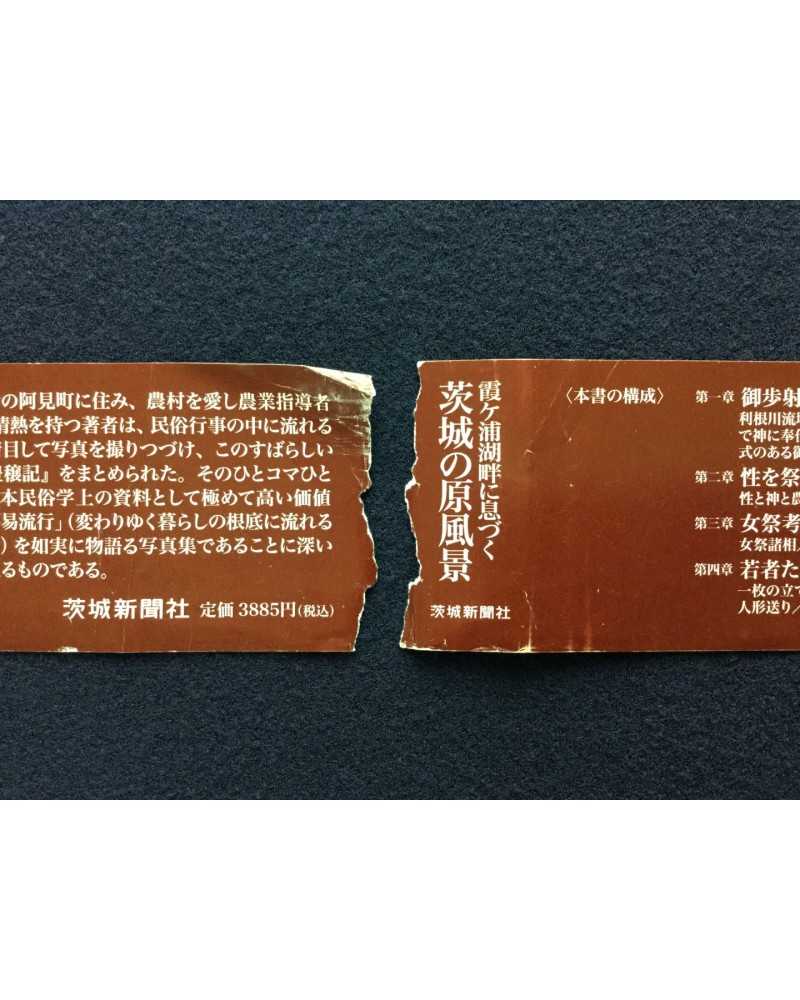 の阿見町に住み、農村を愛し農業指導者
情熱を持つ著者は、民俗行事の中に流れる
目して写真を撮りつづけ、このすばらしい
穣記』をまとめられた。そのひとコマひと
本民俗学上の資料として極めて高い価値
易流行」（変わりゆく暮らしの根底に流れる
）を如実に物語る写真集であることに深い
るものである。
茨城新聞社 定価 3885円（税込）
霞ケ浦湖畔に息づく
茨城の原風景
茨城新聞社
〈本書の構成〉
第一章 御歩射
利根川流
で神に奉
式のある
第二章 性を祭
性と神と
第三章 女祭考
女祭諸相
第四章 若者た
一枚の立て
人形送り／